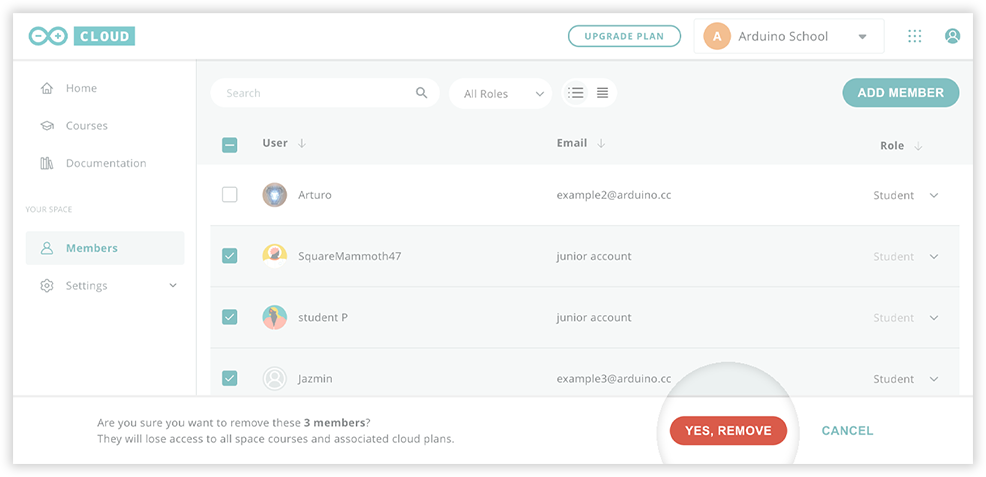 CLOUD
UPGRADE PLAN
A
Arduino School
Home
Courses
Documentation
YOUR SPACE
Members
Settings
Search
All Roles
ADD MEMBER
User
Email
Role
Arturo
example2@arduino.cc
Student
SquareMammoth47
junior account
Student
student P
junior account
Student
Jazmin
example3@arduino.cc
Student
Are you sure you want to remove these 3 members?
They will lose access to all space courses and associated cloud plans.
YES, REMOVE
CANCEL